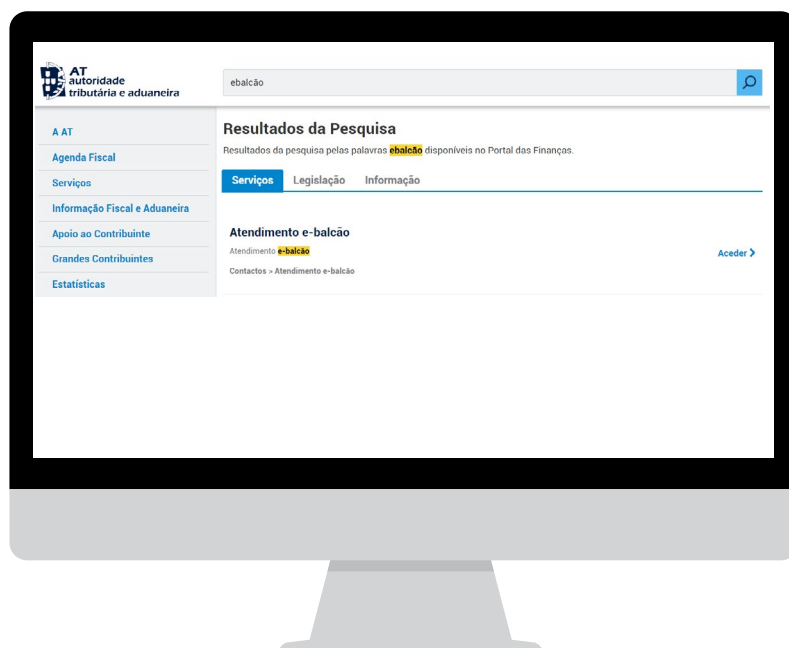 AT
autoridade
tributária e aduaneira
ebalcão
A AT
Agenda Fiscal
Serviços
Informação Fiscal e Aduaneira
Apoio ao Contribuinte
Grandes Contribuintes
Estatísticas
Resultados da Pesquisa
Resultados da pesquisa pelas palavras ebalcão disponíveis no Portal das Finanças.
Serviços Legislação Informação
Atendimento e-balcão
Atendimento e-balcão
Aceder
Contactos > Atendimento e-balcão